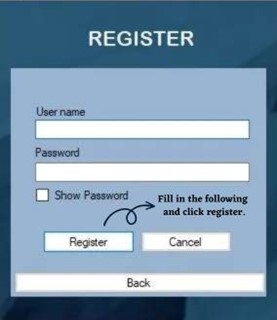 REGISTER
User name
Password
Show Password
Fill in the following
and click register.
Register
Cancel
Back